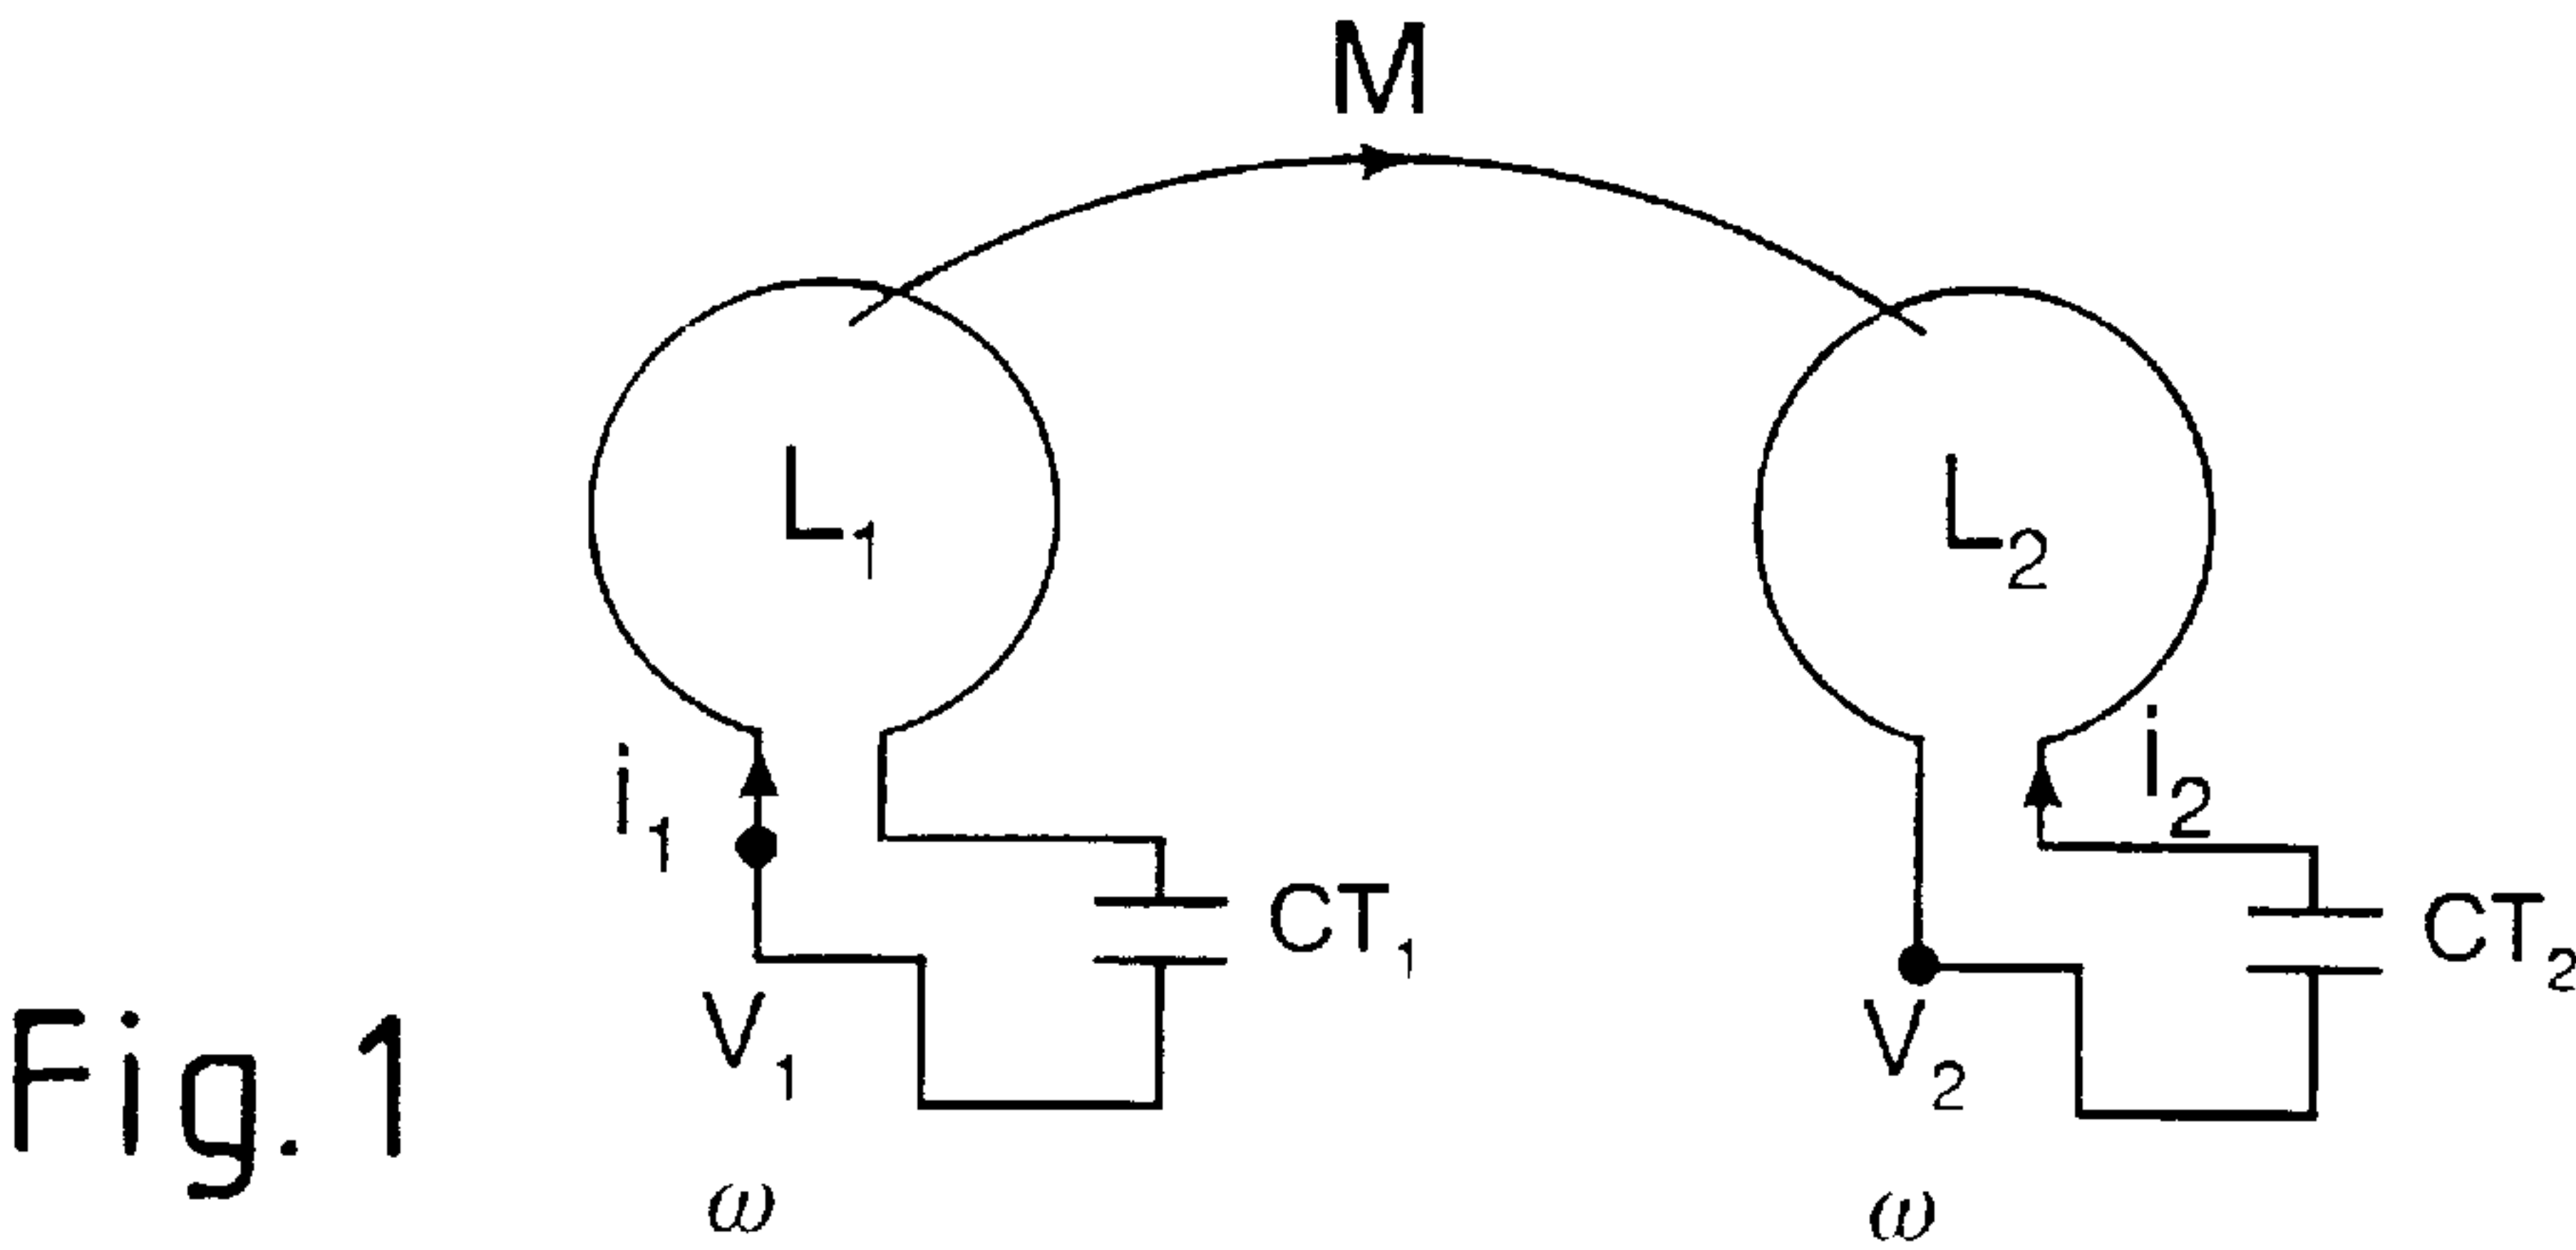 M
L₁
L₂
i₁
i₂
CT₁
CT₂
V₁
V₂
Fig.1
ω
ω